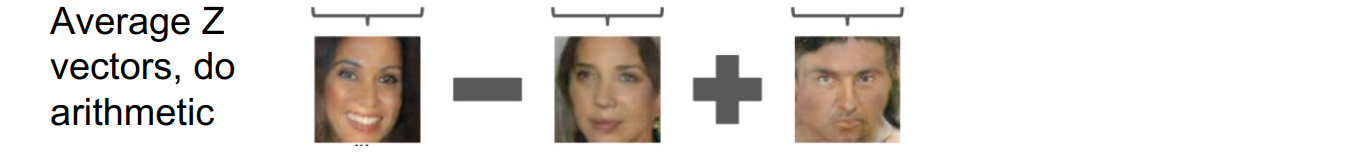 Average Z
vectors, do
arithmetic